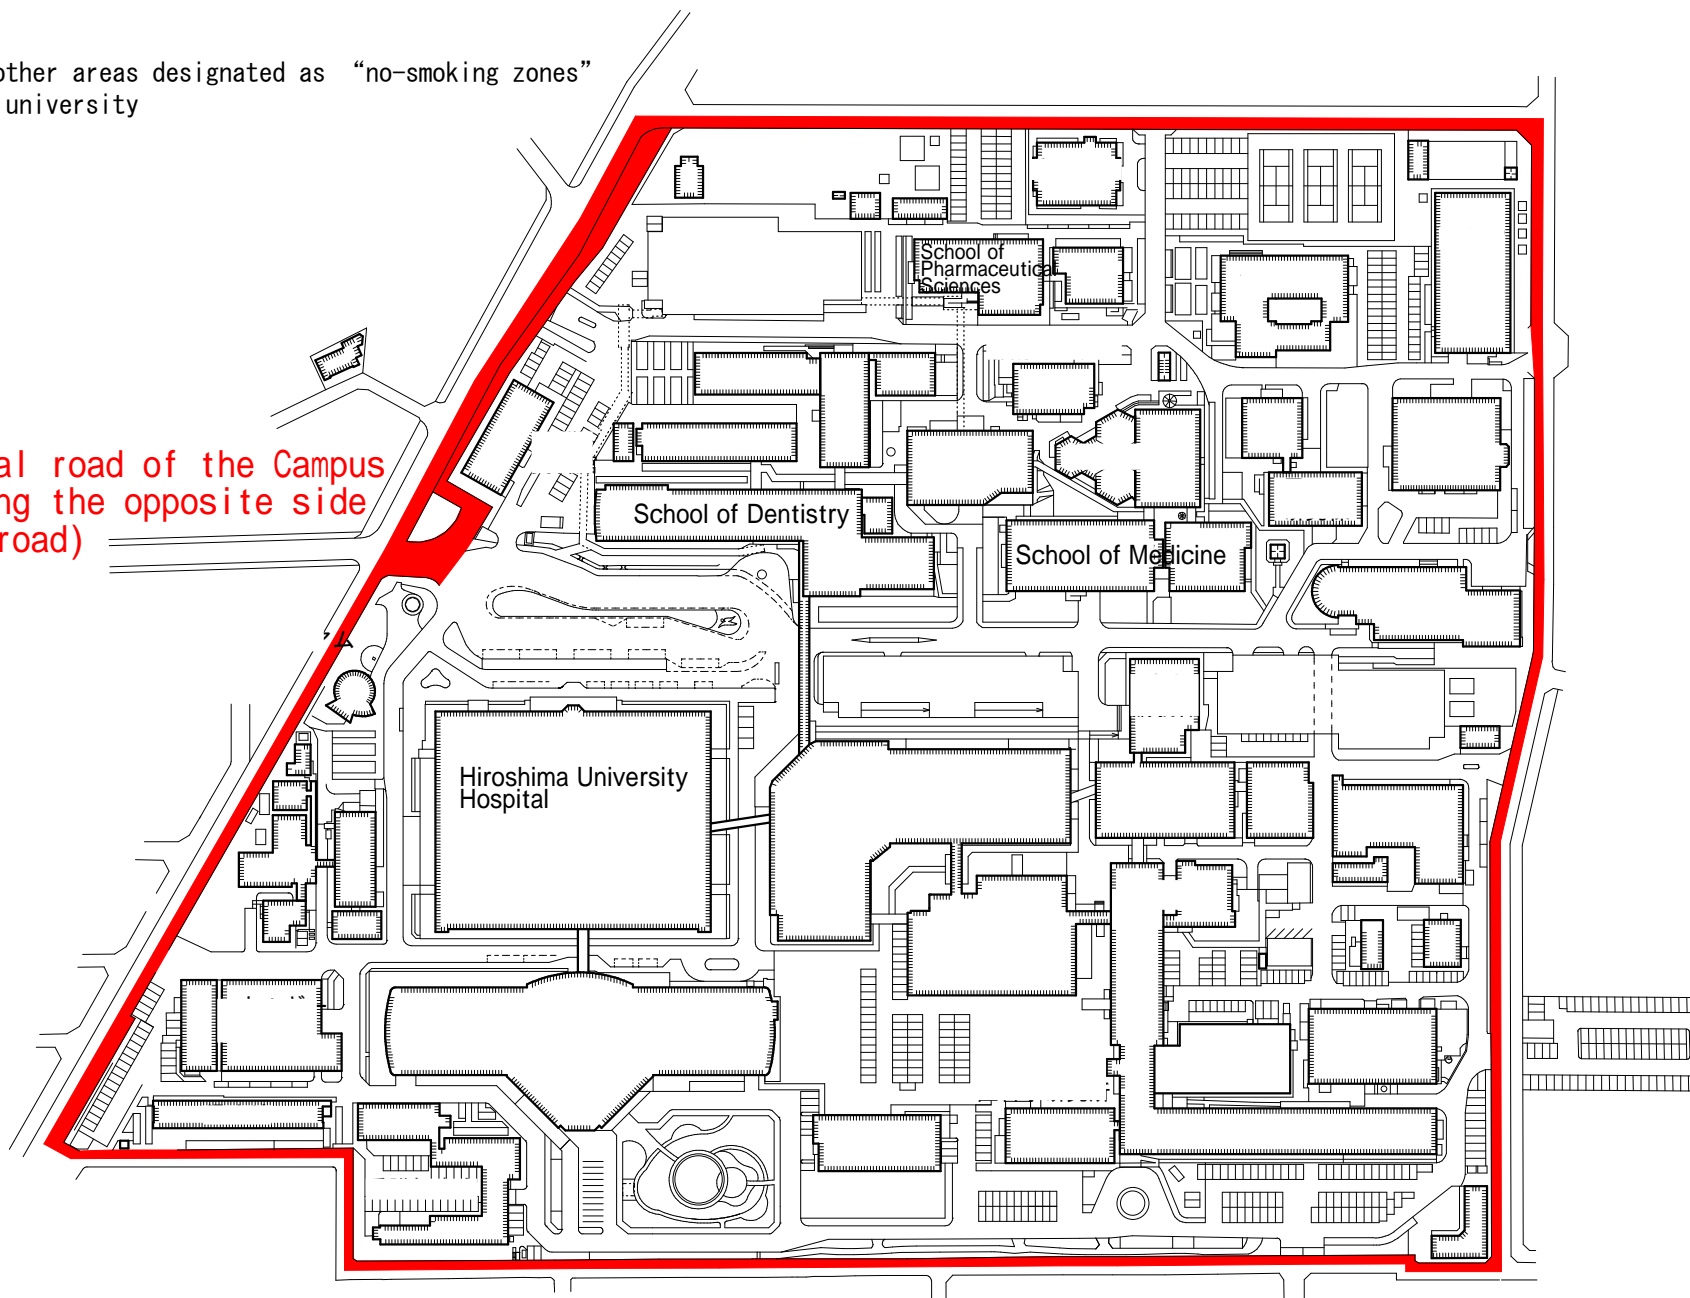 other areas designated as “no-smoking zones”
university
School of
Pharmaceutical
Sciences
al road of the Campus
ng the opposite side
road)
School of Dentistry
School of Medicine
Hiroshima University
Hospital